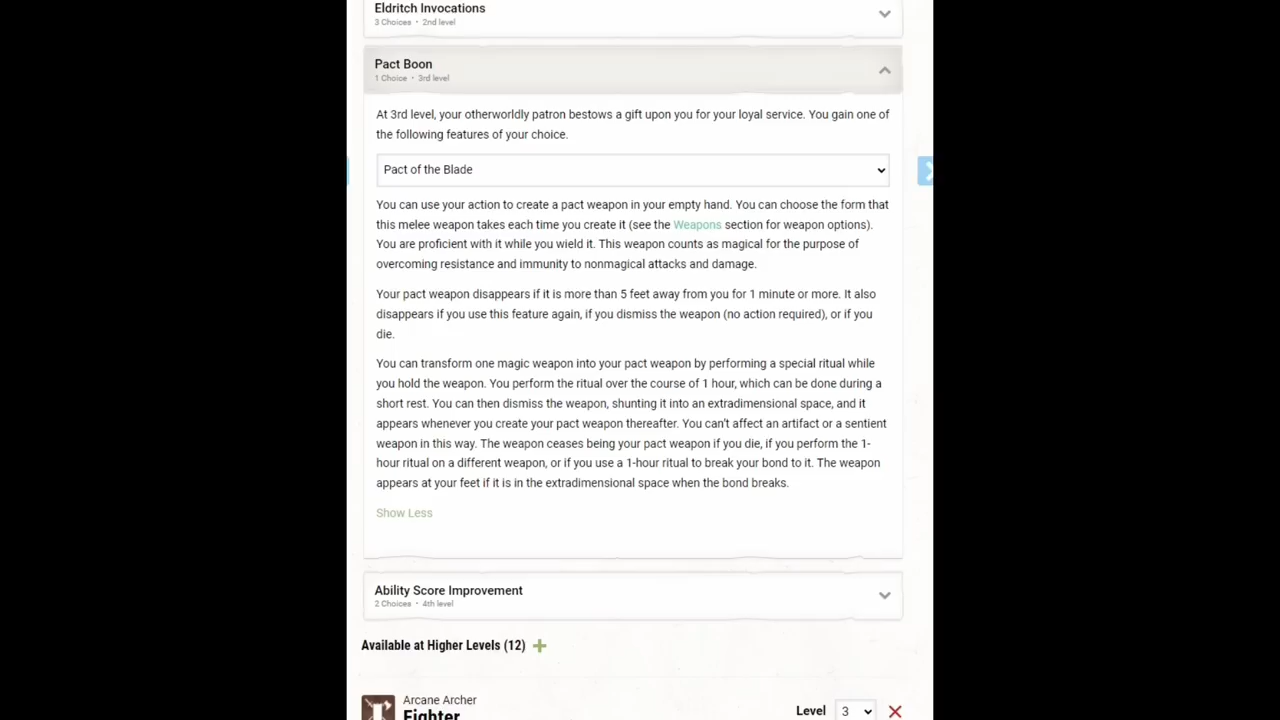 Eldritch Invocations
3 Choices • 2nd level
Pact Boon
1 Choice • 3rd level
At 3rd level, your otherworldly patron bestows a gift upon you for your loyal service. You gain one of
the following features of your choice.
Pact of the Blade
You can use your action to create a pact weapon in your empty hand. You can choose the form that
this melee weapon takes each time you create it (see the Weapons section for weapon options).
You are proficient with it while you wield it. This weapon counts as magical for the purpose of
overcoming resistance and immunity to nonmagical attacks and damage.
Your pact weapon disappears if it is more than 5 feet away from you for 1 minute or more. It also
disappears if you use this feature again, if you dismiss the weapon (no action required), or if you
die.
You can transform one magic weapon into your pact weapon by performing a special ritual while
you hold the weapon. You perform the ritual over the course of 1 hour, which can be done during a
short rest. You can then dismiss the weapon, shunting it into an extradimensional space, and it
appears whenever you create your pact weapon thereafter. You can't affect an artifact or a sentient
weapon in this way. The weapon ceases being your pact weapon if you die, if you perform the 1-
hour ritual on a different weapon, or if you use a 1-hour ritual to break your bond to it. The weapon
appears at your feet if it is in the extradimensional space when the bond breaks.
Show Less
Ability Score Improvement
2 Choices • 4th level
Available at Higher Levels (12)
Arcane Archer
Fighter
Level 3